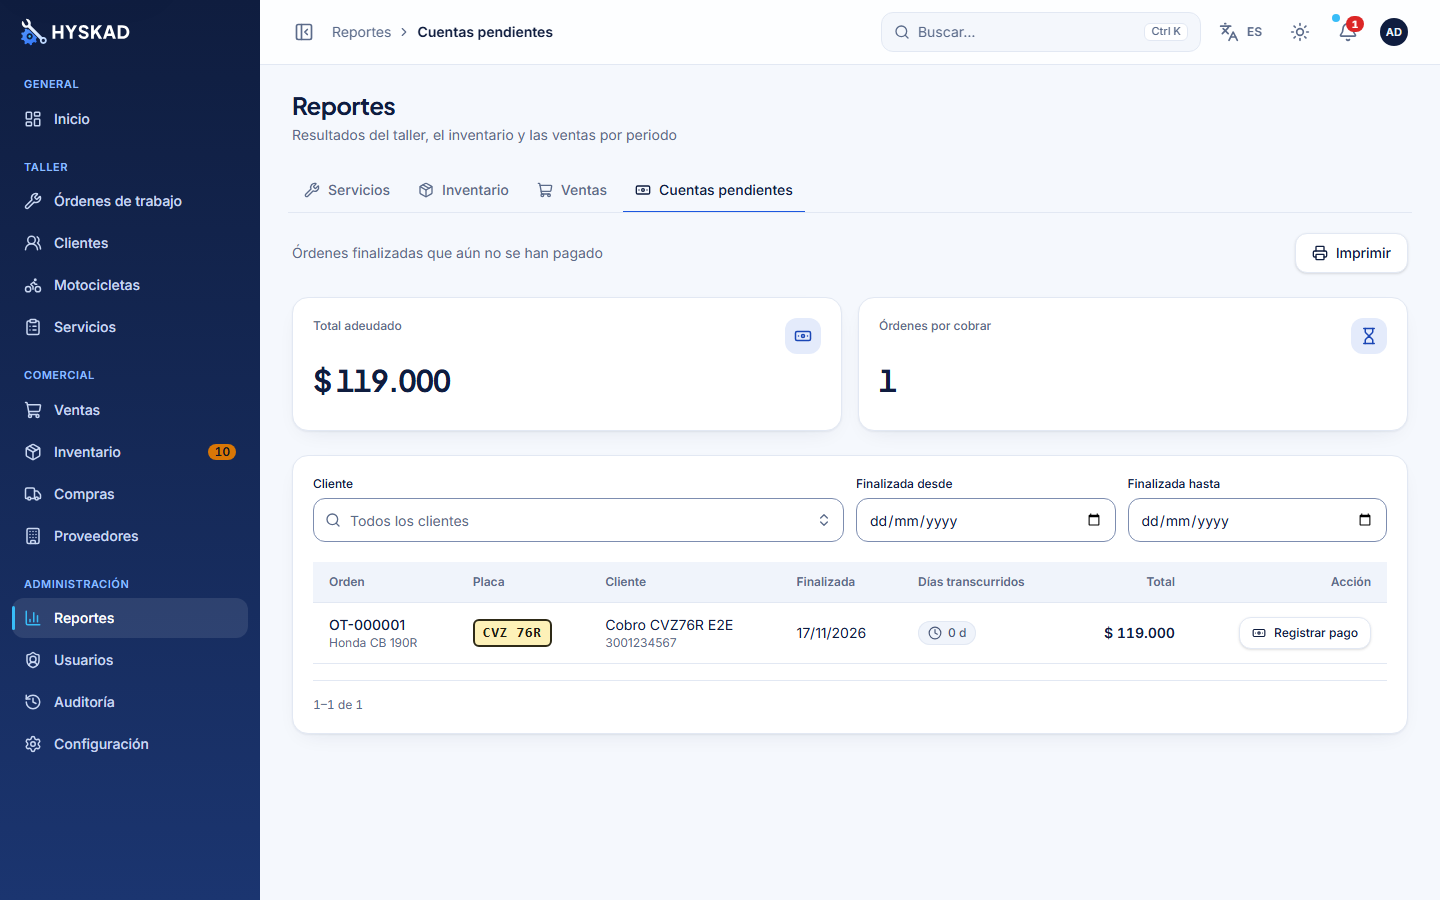 HYSKAD
GENERAL
Inicio
TALLER
Órdenes de trabajo
Clientes
Motocicletas
Servicios
COMERCIAL
Ventas
Inventario 10
Compras
Proveedores
ADMINISTRACIÓN
Reportes
Usuarios
Auditoría
Configuración
Reportes > Cuentas pendientes
Buscar... Ctrl K
ES
1
AD
Reportes
Resultados del taller, el inventario y las ventas por periodo
Servicios Inventario Ventas Cuentas pendientes
Órdenes finalizadas que aún no se han pagado
Imprimir
Total adeudado
$ 119.000
Órdenes por cobrar
1
Cliente Finalizada desde Finalizada hasta
Todos los clientes dd/mm/yyyy dd/mm/yyyy
Orden Placa Cliente Finalizada Días transcurridos Total Acción
OT-000001 CVZ 76R Cobro CVZ76R E2E 17/11/2026 0 d $ 119.000 Registrar pago
Honda CB 190R 3001234567
1–1 de 1